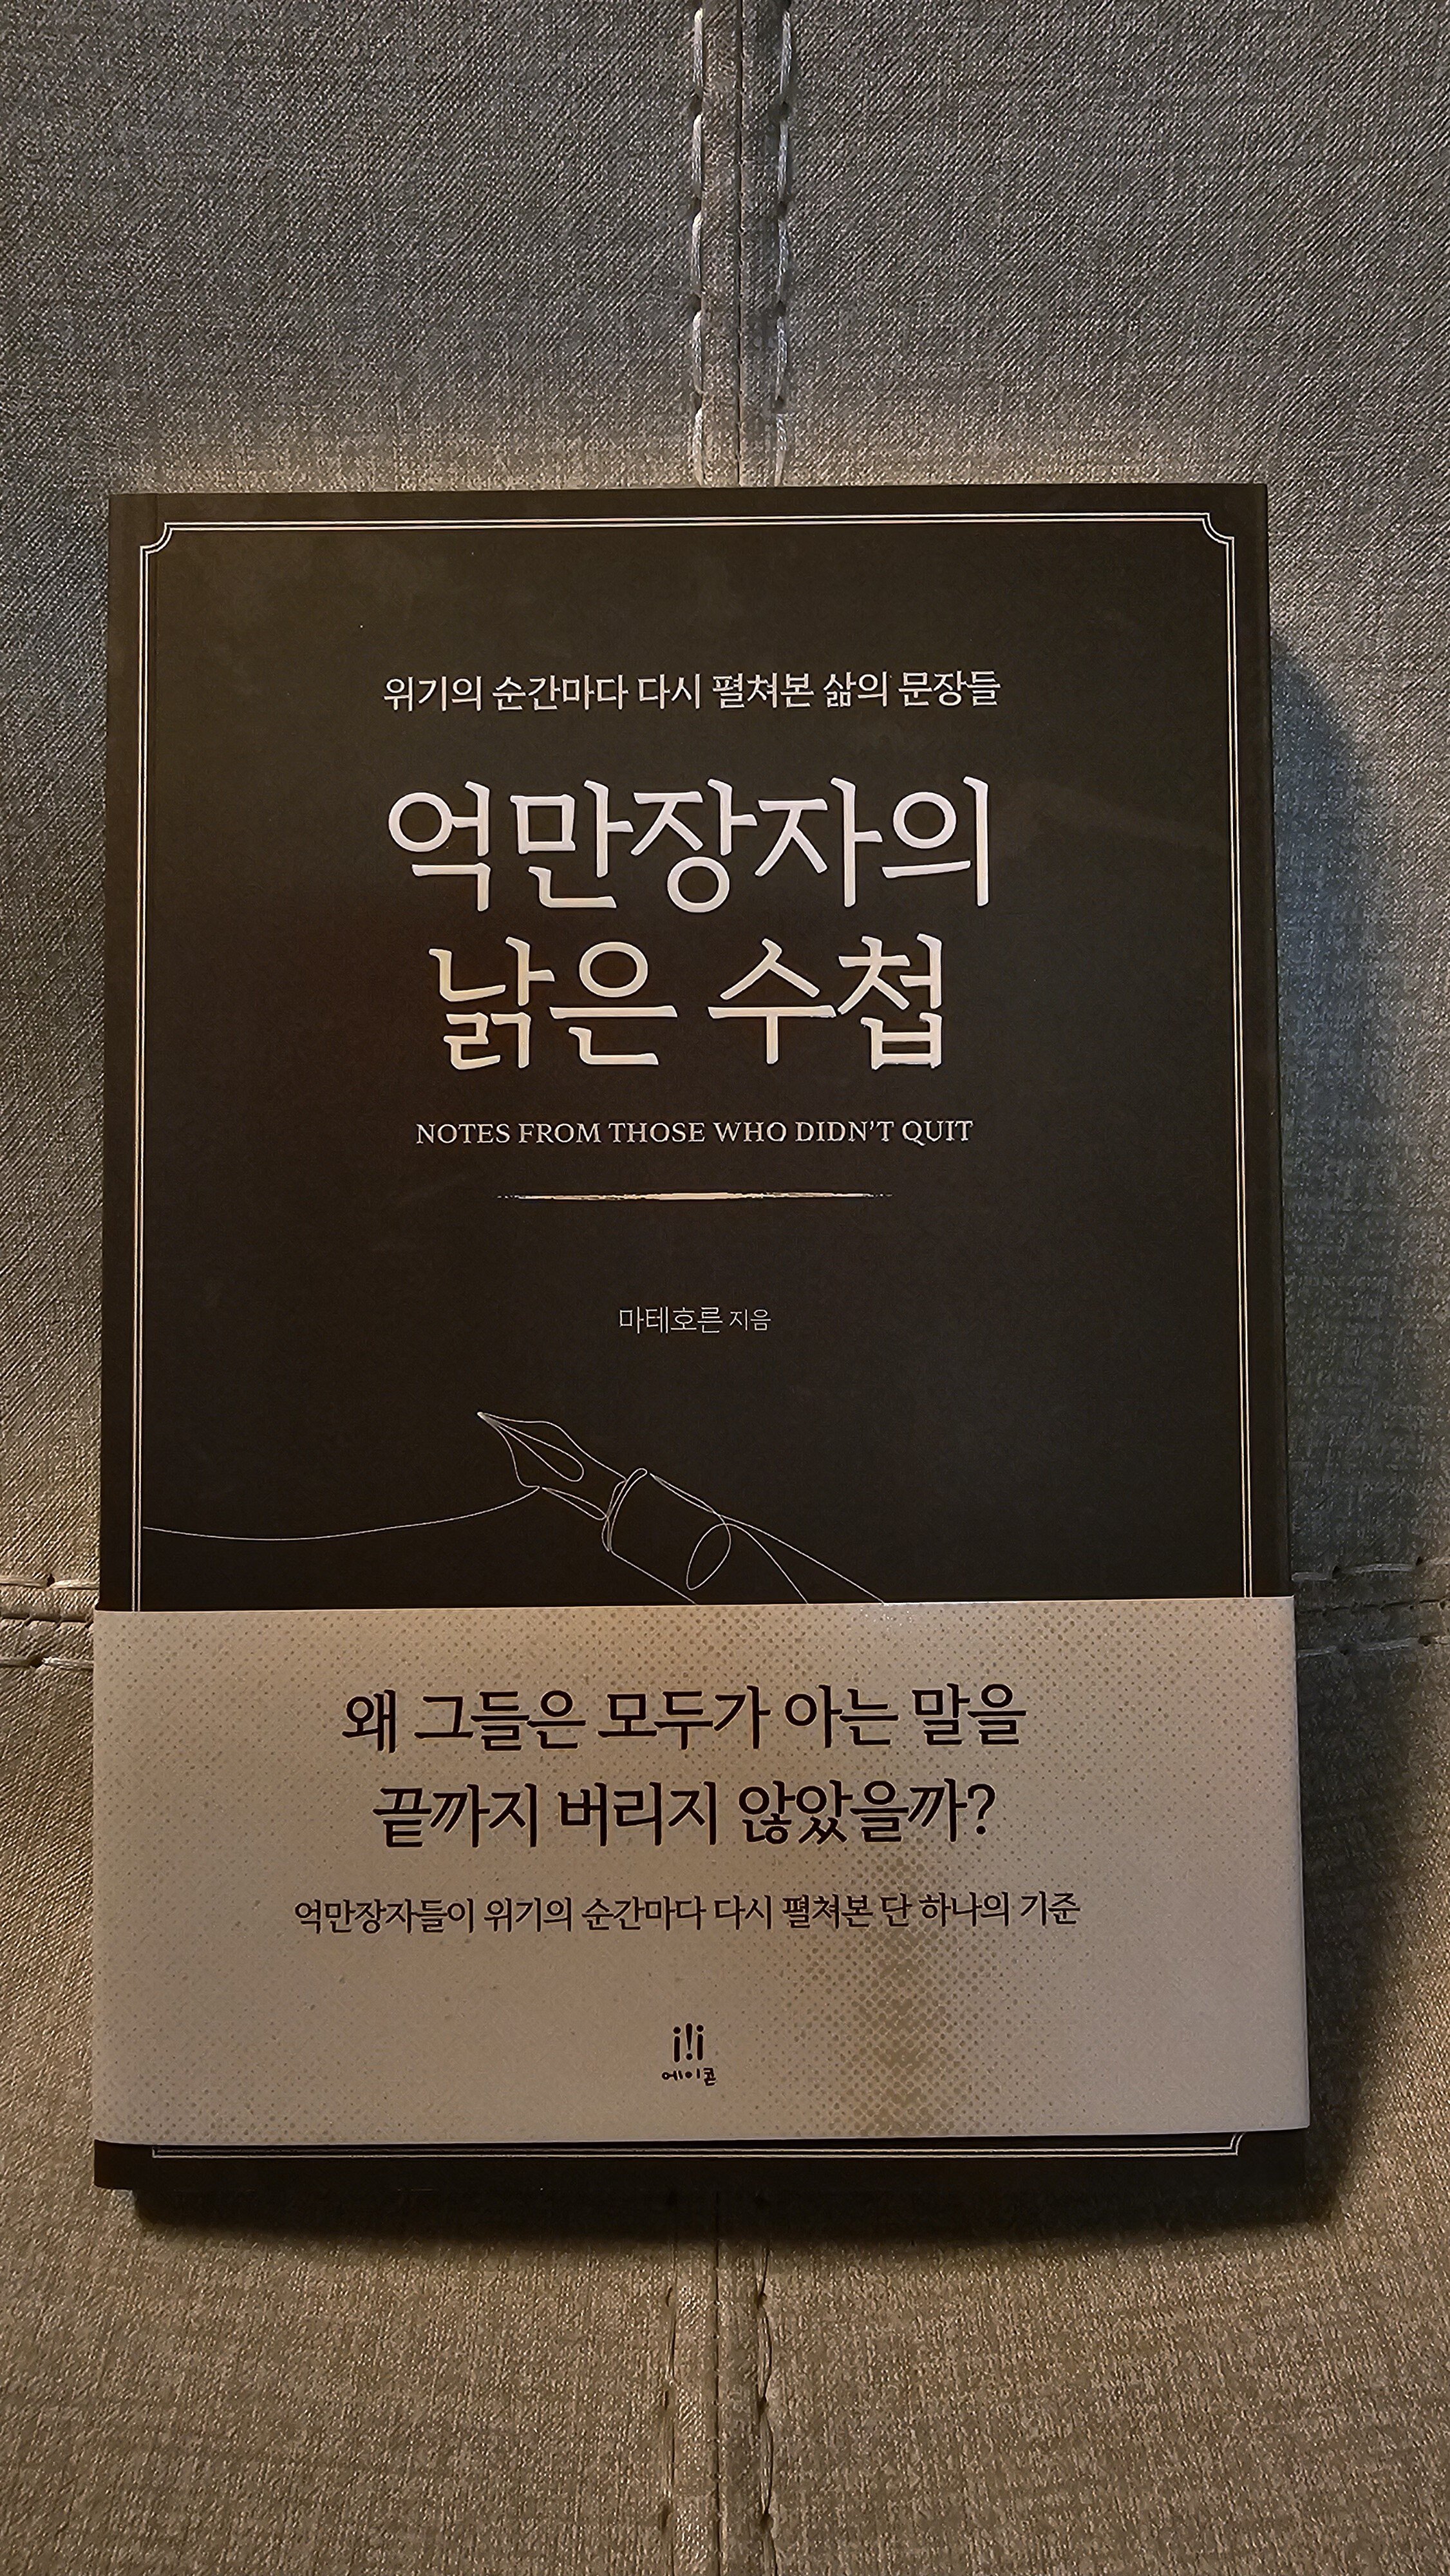 위기의 순간마다 다시 펼쳐본 삶의 문장들
억만장자의
낡은 수첩
NOTES FROM THOSE WHO DIDN'T QUIT
마테호른 지음
왜 그들은 모두가 아는 말을
끝까지 버리지 않았을까?
억만장자들이 위기의 순간마다 다시 펼쳐본 단 하나의 기준
에이콘